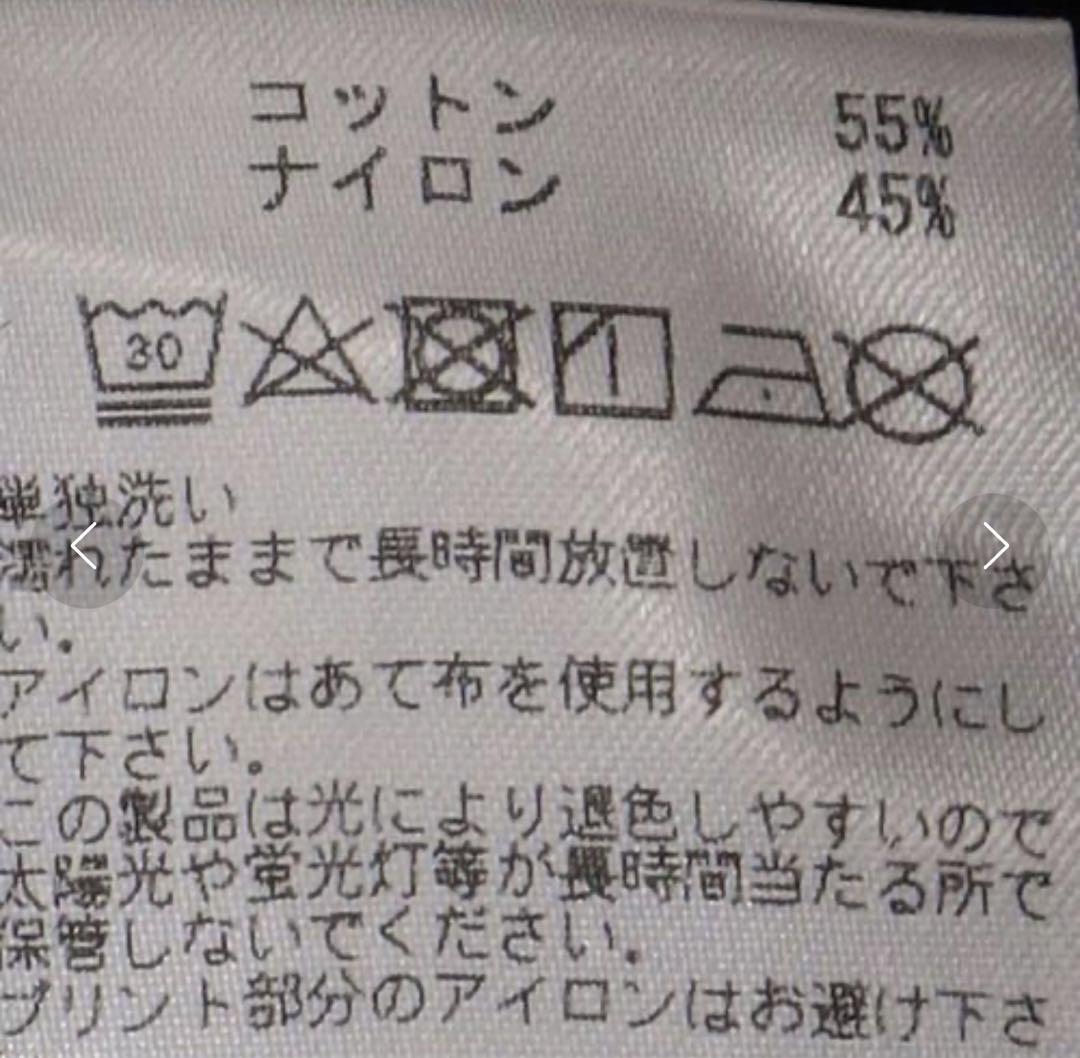 コットン 55%
ナイロン 45%
30
単独洗い
濡れたままで長時間放置しないで下さ
い。
アイロンはあて布を使用するようにし
て下さい。
この製品は光により退色しやすいので
太陽光や蛍光灯等が長時間当たる所で
保管しないでください。
プリント部分のアイロンはお避け下さ